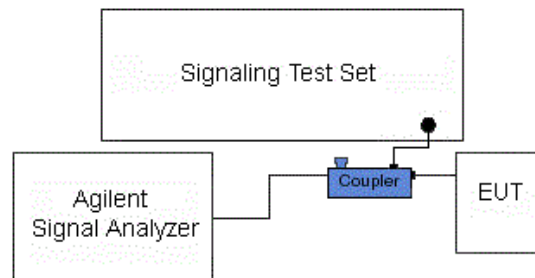 Signaling Test Set
Coupler
Agilent
Signal Analyzer
EUT